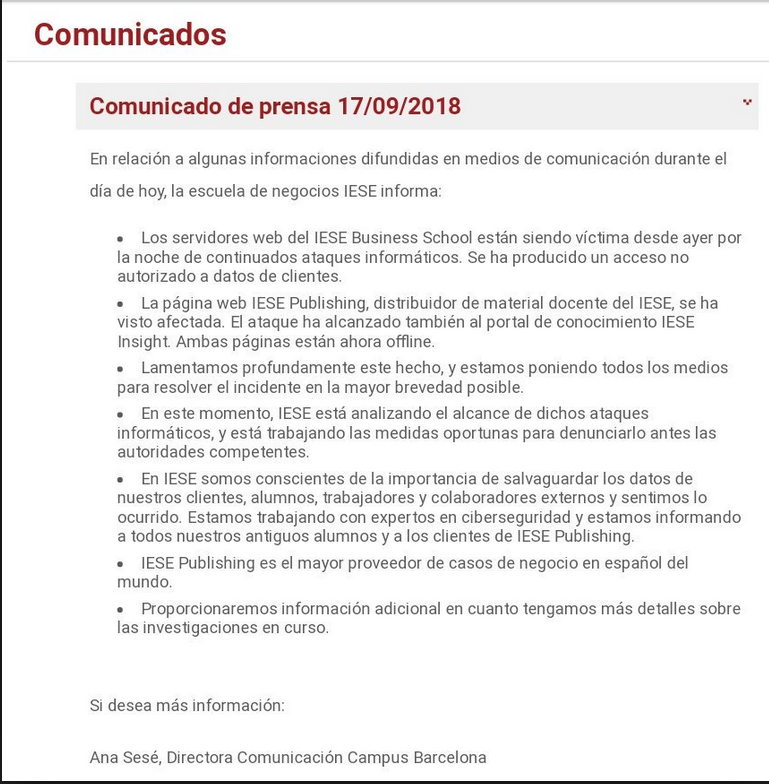 Comunicados
Comunicado de prensa 17/09/2018
En relación a algunas informaciones difundidas en medios de comunicación durante el
día de hoy, la escuela de negocios IESE informa:
• Los servidores web del IESE Business School están siendo víctima desde ayer por
la noche de continuados ataques informáticos. Se ha producido un acceso no
autorizado a datos de clientes.
• La página web IESE Publishing, distribuidor de material docente del IESE, se ha
visto afectada. El ataque ha alcanzado también al portal de conocimiento IESE
Insight. Ambas páginas están ahora offline.
• Lamentamos profundamente este hecho, y estamos poniendo todos los medios
para resolver el incidente en la mayor brevedad posible.
• En este momento, IESE está analizando el alcance de dichos ataques
informáticos, y está trabajando las medidas oportunas para denunciarlo antes las
autoridades competentes.
• En IESE somos conscientes de la importancia de salvaguardar los datos de
nuestros clientes, alumnos, trabajadores y colaboradores externos y sentimos lo
ocurrido. Estamos trabajando con expertos en ciberseguridad y estamos informando
a todos nuestros antiguos alumnos y a los clientes de IESE Publishing.
• IESE Publishing es el mayor proveedor de casos de negocio en español del
mundo.
• Proporcionaremos información adicional en cuanto tengamos más detalles sobre
las investigaciones en curso.
Si desea más información:
Ana Sesé, Directora Comunicación Campus Barcelona